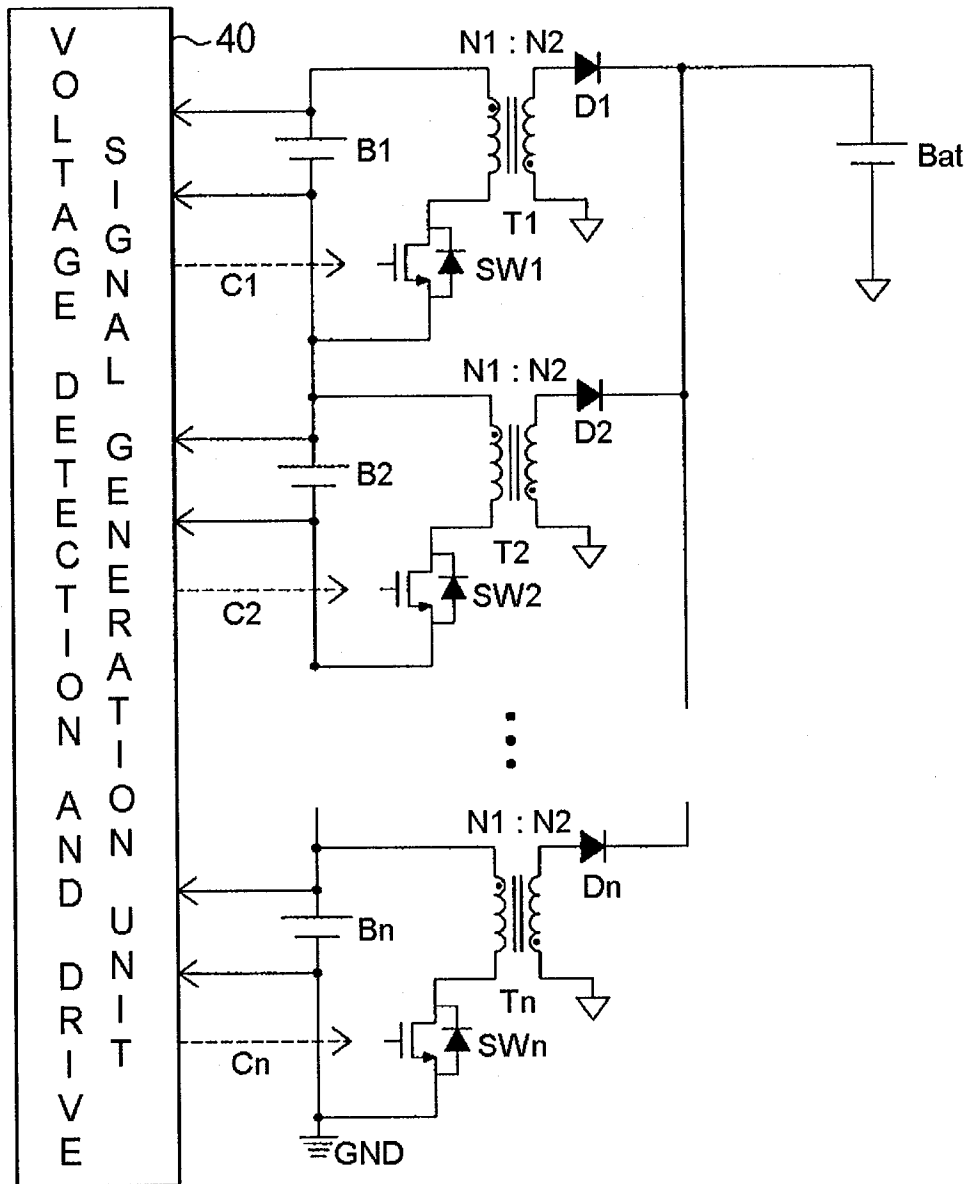 VOLTAGE DETECTION AND DRIVE
SIGNAL GENERATION UNIT
40
N1 : N2
D1
B1
Bat
T1
C1
SW1
N1 : N2
D2
B2
T2
C2
SW2
N1 : N2
Dn
Bn
Tn
Cn
SWn
GND